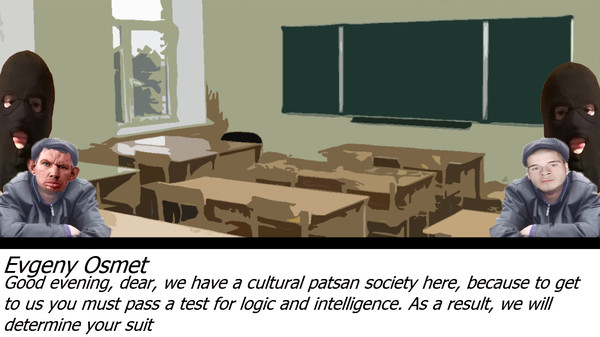 Evgeny Osmet
Good evening, dear, we have a cultural patsan society here, because to get
to us you must pass a test for logic and intelligence. As a result, we will
determine your suit